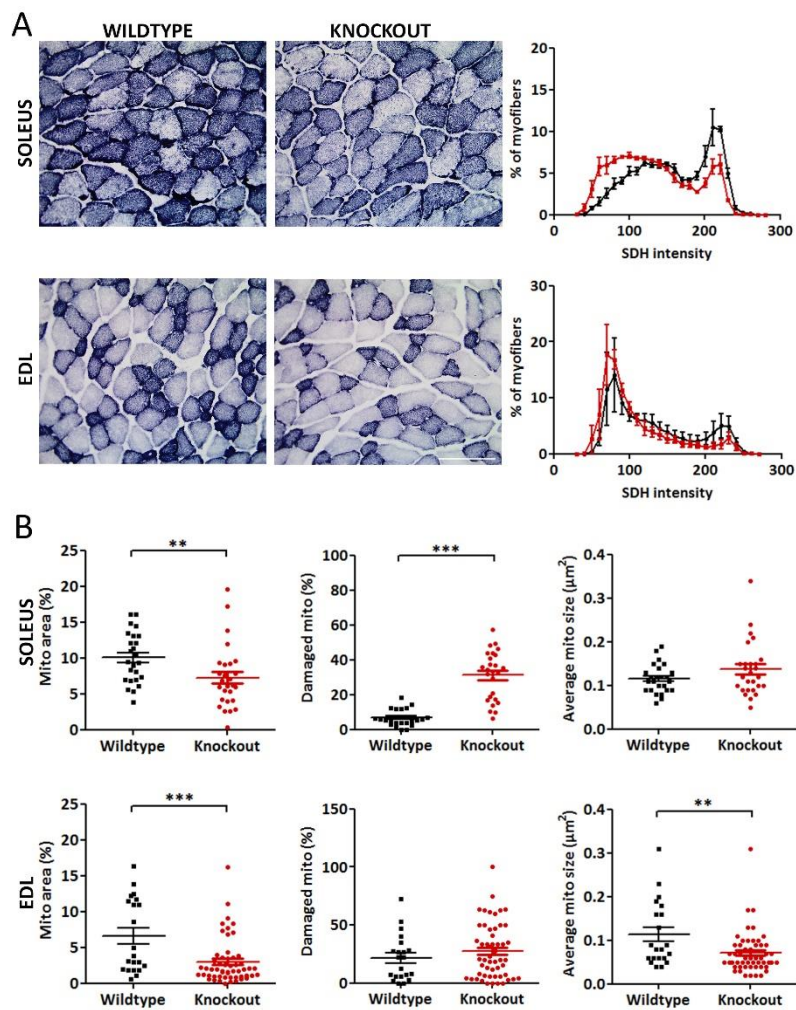 A
WILDTYPE KNOCKOUT
SOLEUS
% of myofibers
20
15
10
5
0
0 100 200 300
SDH intensity
EDL
% of myofibers
30
20
10
0
0 100 200 300
SDH intensity
B
SOLEUS
Mito area (%)
25
20
15
10
5
0
**
Wildtype Knockout
Damaged mito (%)
100
80
60
40
20
0
***
Wildtype Knockout
Average mito size (µm²)
0.4
0.3
0.2
0.1
0.0
Wildtype Knockout
EDL
Mito area (%)
25
20
15
10
5
0
***
Wildtype Knockout
Damaged mito (%)
150
100
50
0
Wildtype Knockout
Average mito size (µm²)
0.4
0.3
0.2
0.1
0.0
**
Wildtype Knockout